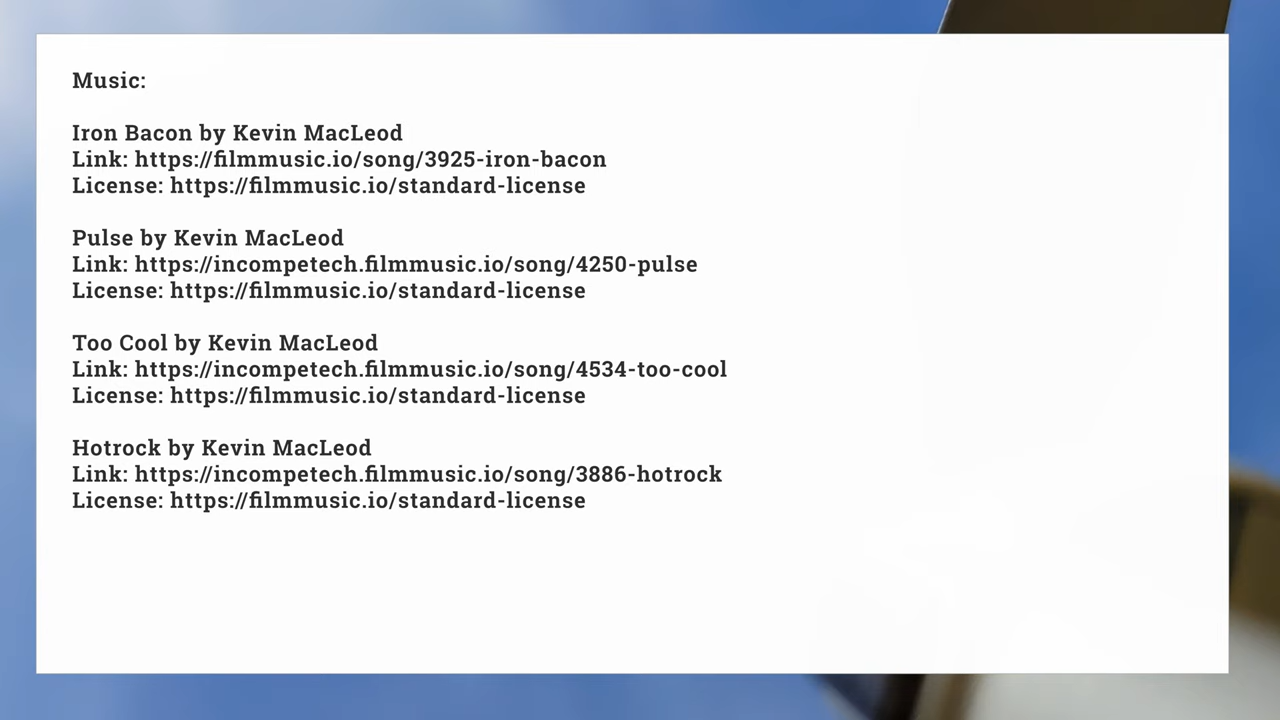 Music:
Iron Bacon by Kevin MacLeod
Link: https://filmmusic.io/song/3925-iron-bacon
License: https://filmmusic.io/standard-license
Pulse by Kevin MacLeod
Link: https://incompetech.filmmusic.io/song/4250-pulse
License: https://filmmusic.io/standard-license
Too Cool by Kevin MacLeod
Link: https://incompetech.filmmusic.io/song/4534-too-cool
License: https://filmmusic.io/standard-license
Hotrock by Kevin MacLeod
Link: https://incompetech.filmmusic.io/song/3886-hotrock
License: https://filmmusic.io/standard-license